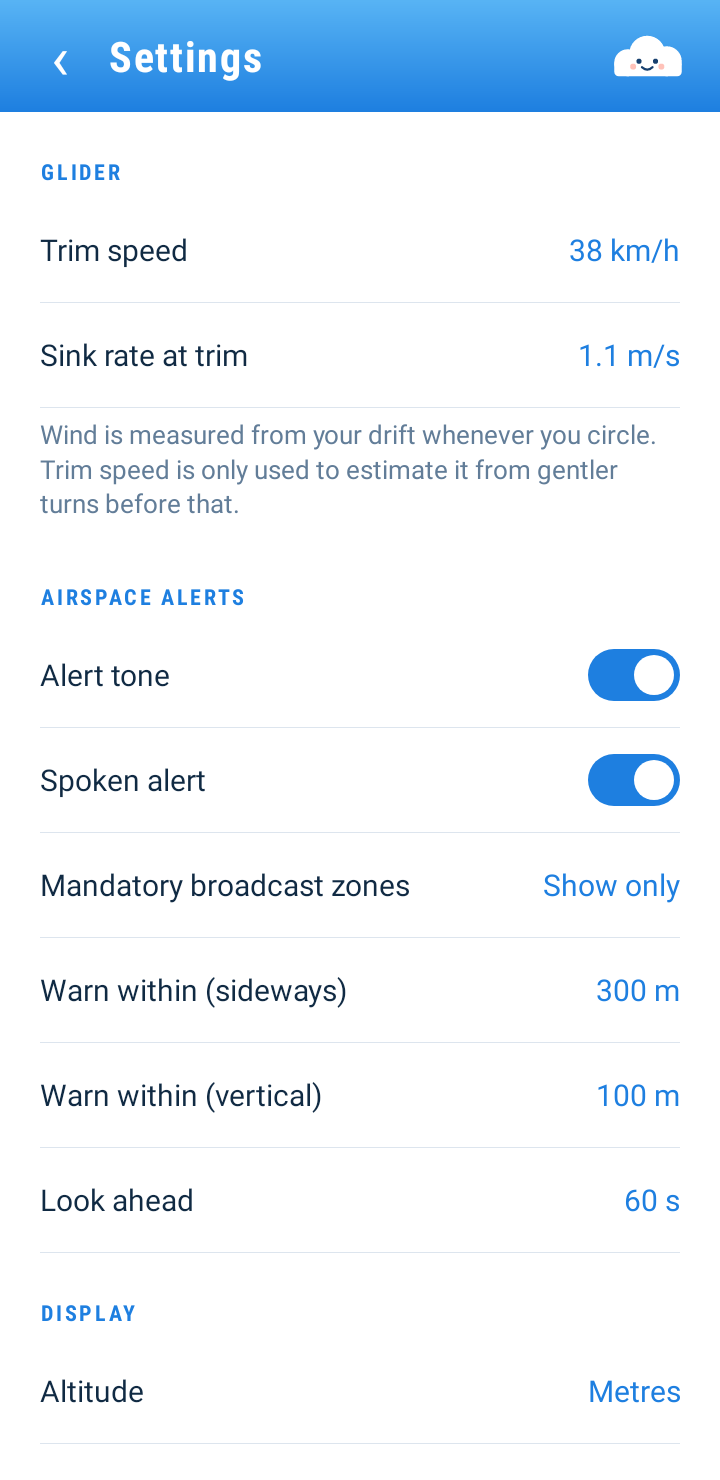 ‹ Settings
GLIDER
Trim speed 38 km/h
Sink rate at trim 1.1 m/s
Wind is measured from your drift whenever you circle.
Trim speed is only used to estimate it from gentler
turns before that.
AIRSPACE ALERTS
Alert tone
Spoken alert
Mandatory broadcast zones Show only
Warn within (sideways) 300 m
Warn within (vertical) 100 m
Look ahead 60 s
DISPLAY
Altitude Metres